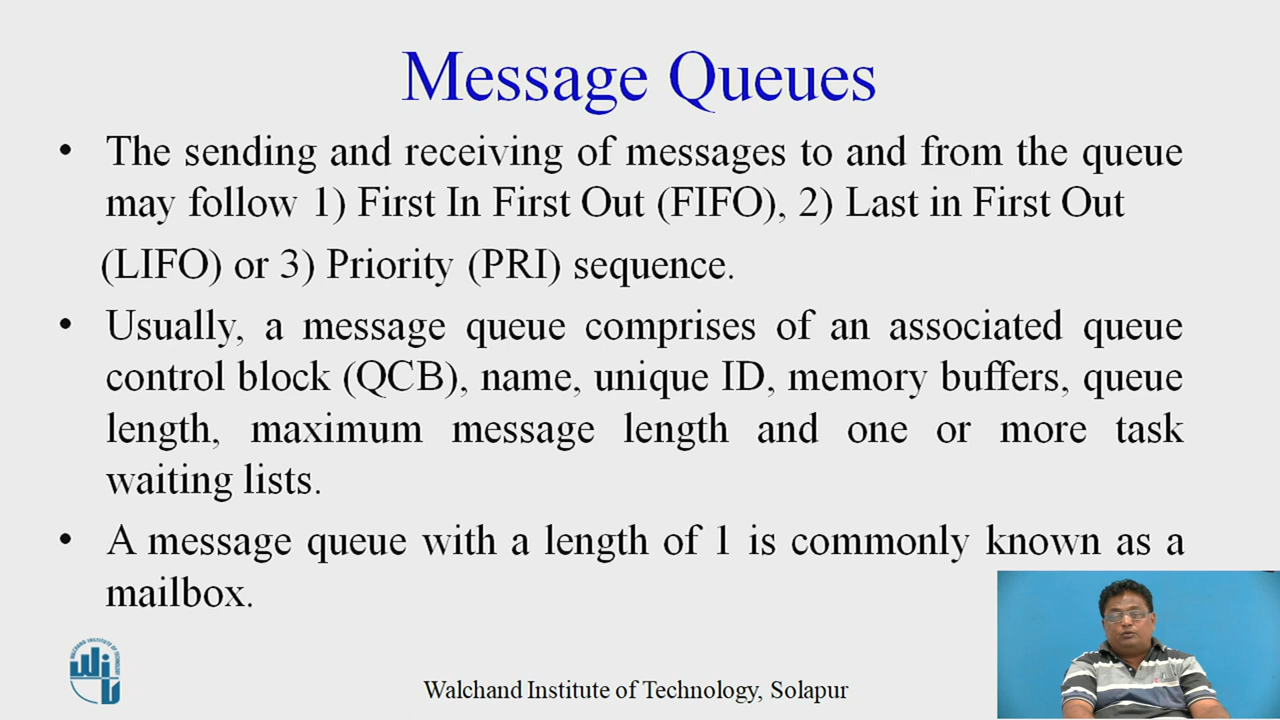 Message Queues
• The sending and receiving of messages to and from the queue
may follow 1) First In First Out (FIFO), 2) Last in First Out
(LIFO) or 3) Priority (PRI) sequence.
• Usually, a message queue comprises of an associated queue
control block (QCB), name, unique ID, memory buffers, queue
length, maximum message length and one or more task
waiting lists.
• A message queue with a length of 1 is commonly known as a
mailbox.
WALCHAND INSTITUTE OF TECHNOLOGY
Walchand Institute of Technology, Solapur